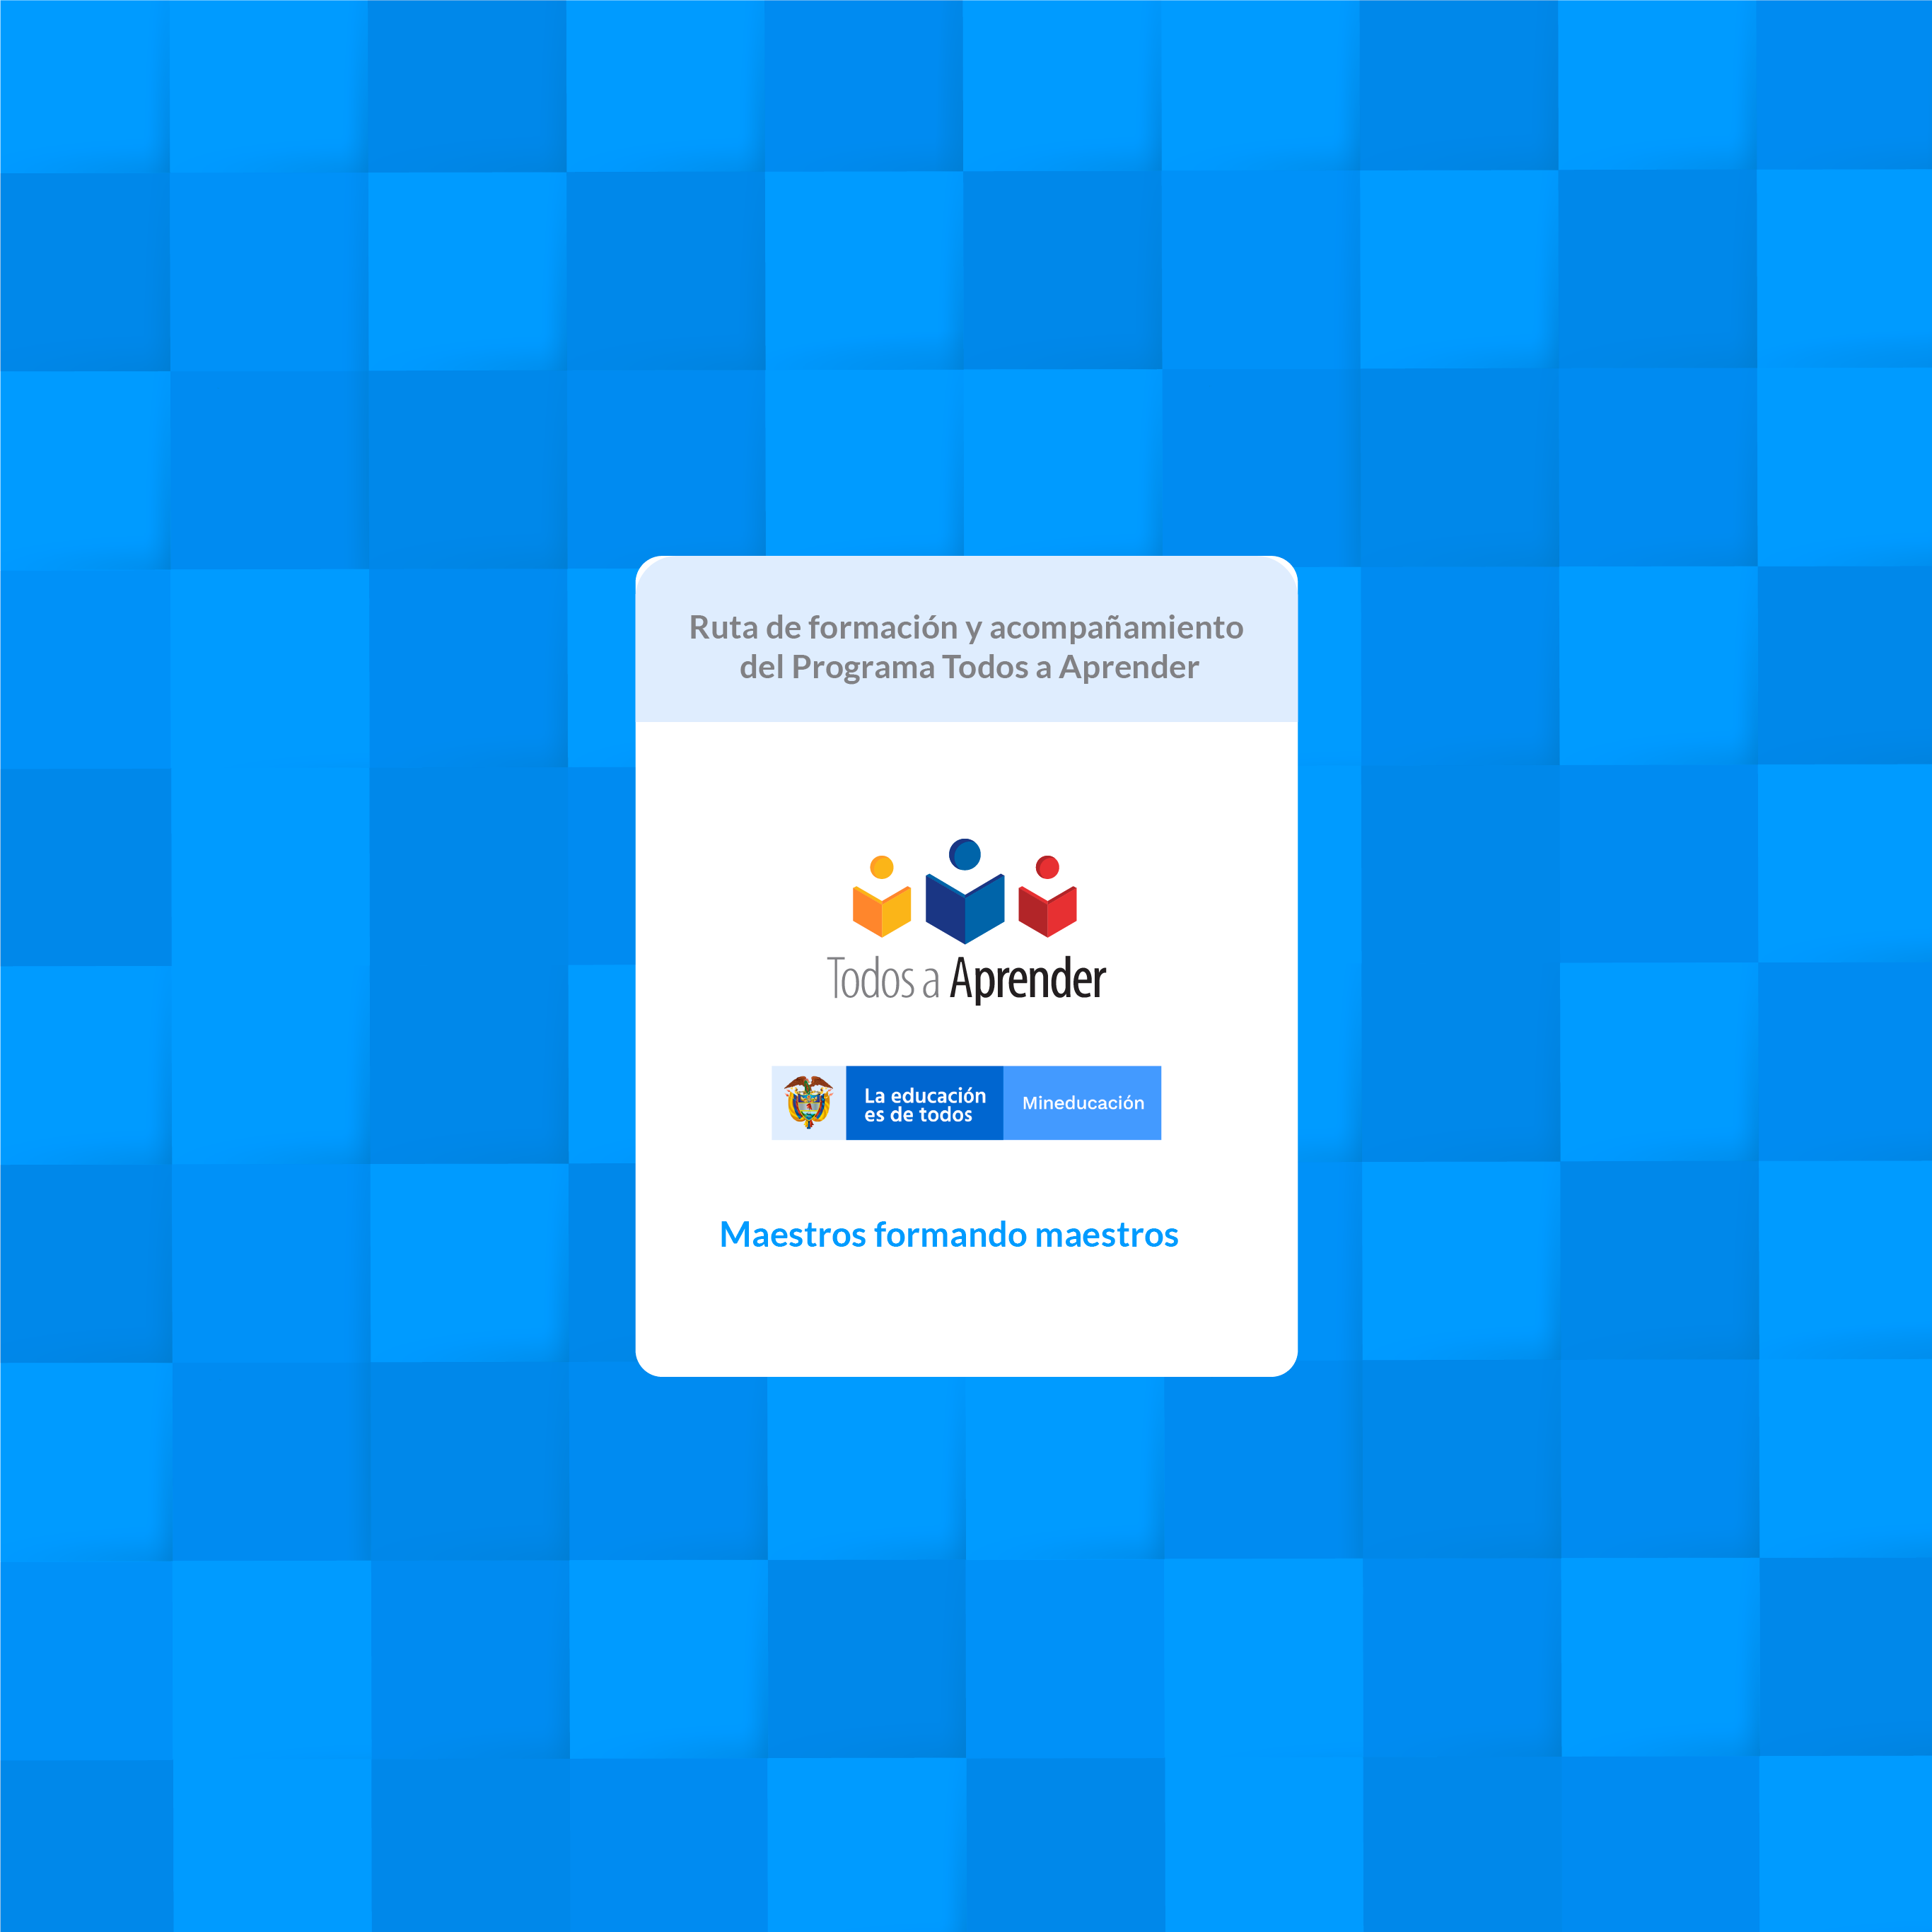 Ruta de formación y acompañamiento
del Programa Todos a Aprender
Todos a Aprender
La educación
es de todos
Mineducación
Maestros formando maestros